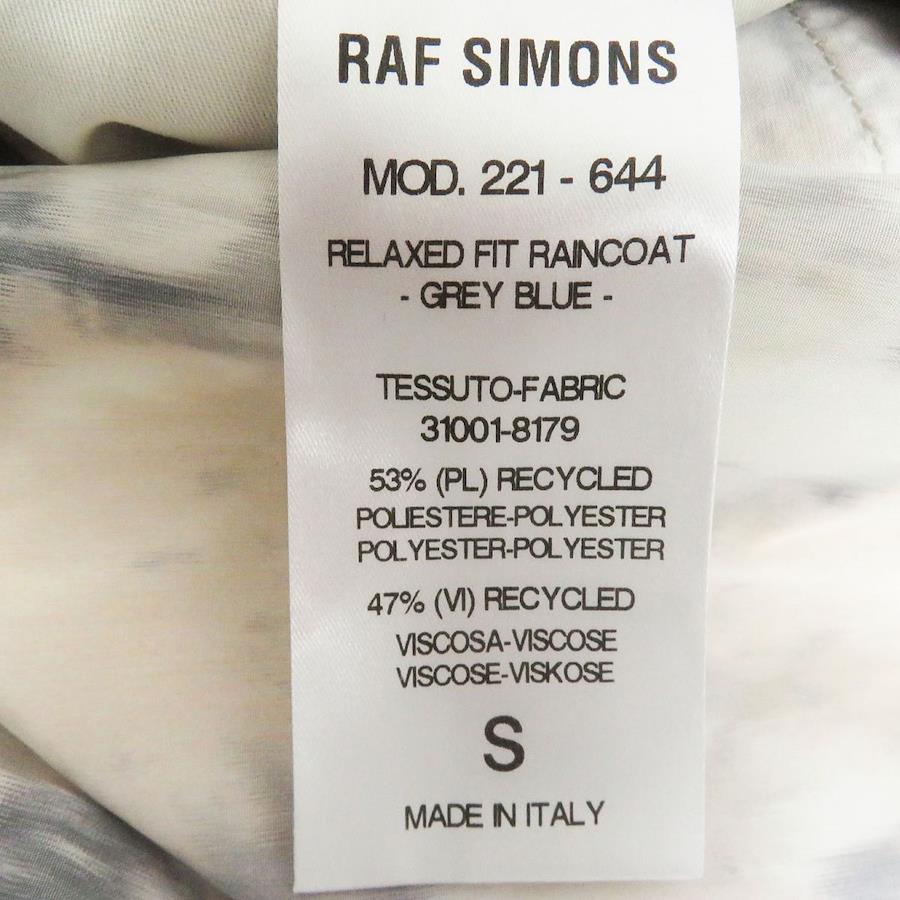 RAF SIMONS
MOD. 221 - 644
RELAXED FIT RAINCOAT
- GREY BLUE -
TESSUTO-FABRIC
31001-8179
53% (PL) RECYCLED
POLIESTERE-POLYESTER
POLYESTER-POLYESTER
47% (VI) RECYCLED
VISCOSA-VISCOSE
VISCOSE-VISKOSE
S
MADE IN ITALY